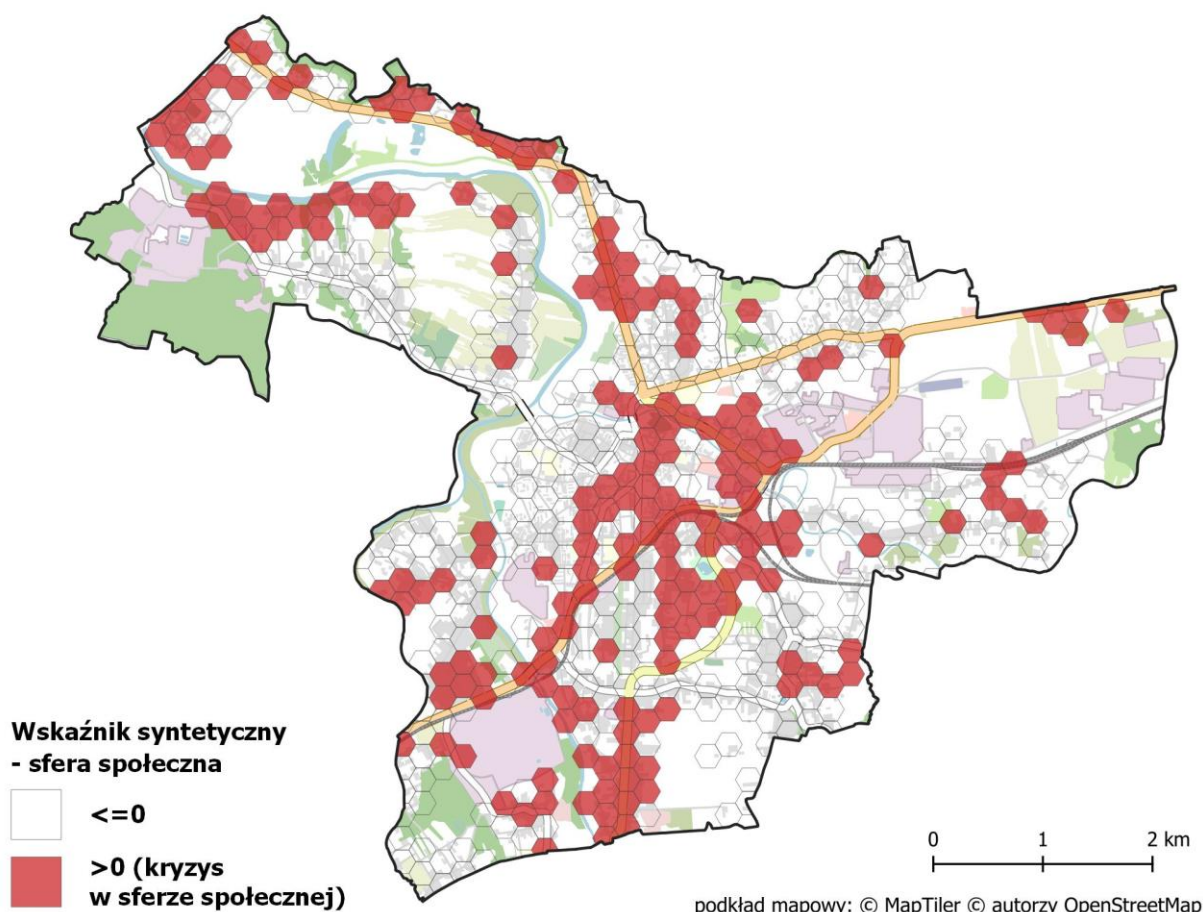 Wskaźnik syntetyczny
- sfera społeczna
<=0
>0 (kryzys
w sferze społecznej)
0 1 2 km
podkład mapowy: © MapTiler © autorzy OpenStreetMap